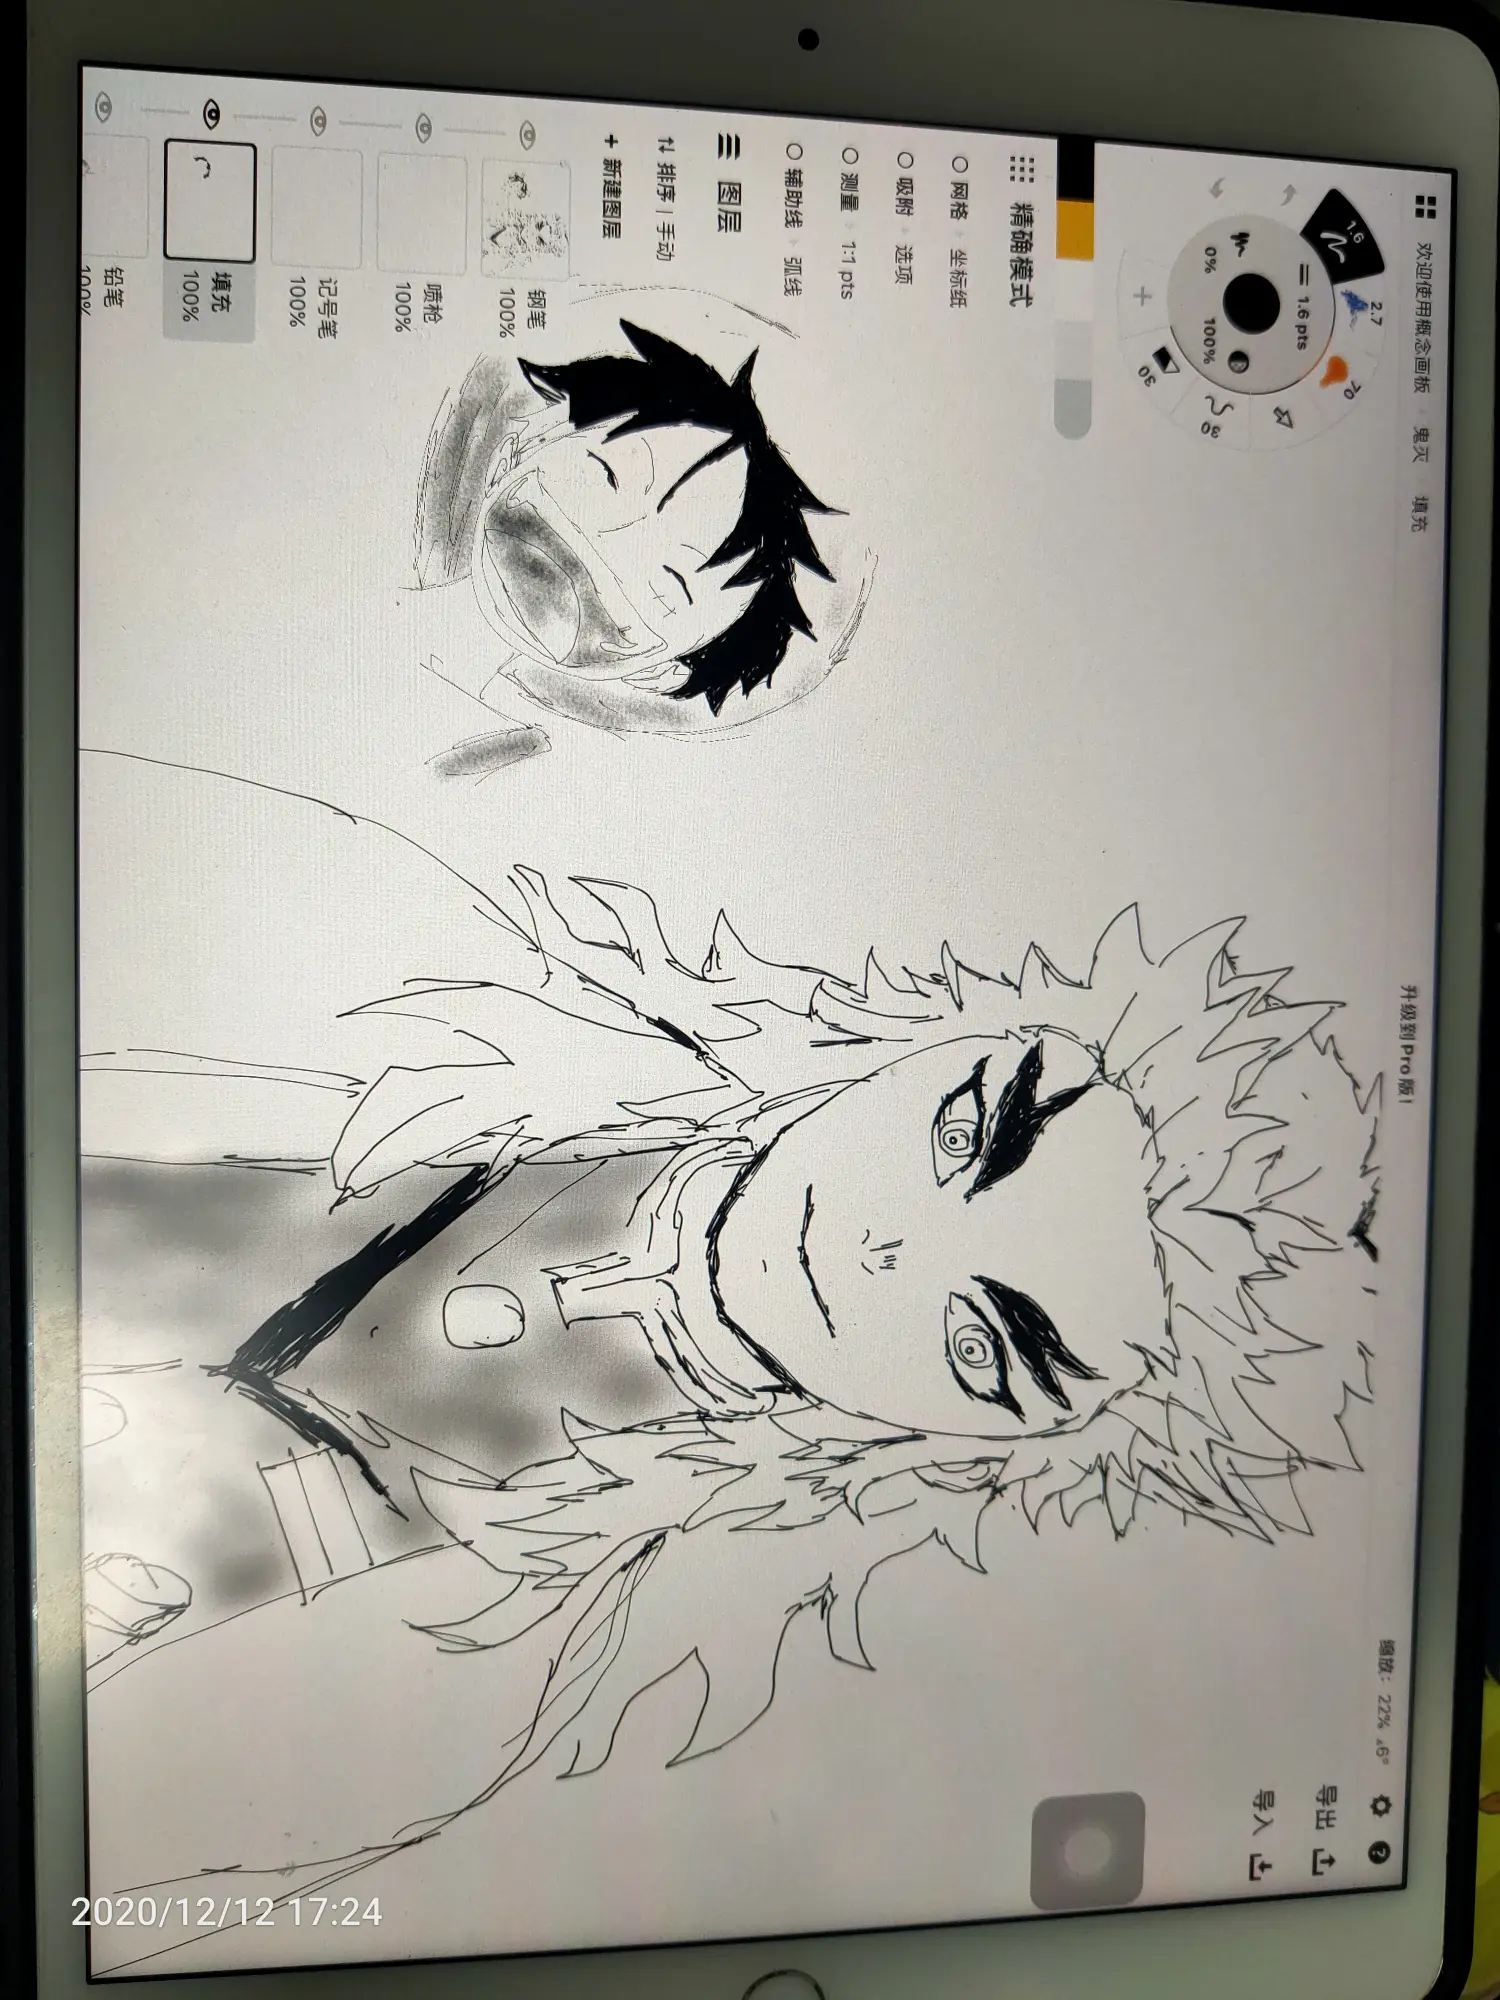 欢迎使用概念画板 · 鬼灭 · 填充
升级到 Pro 版!
缩放: 22% 6°
导出
导入
1.6
2.7
70
30
30
1.6 pts
0%
100%
精确模式
网格 · 坐标纸
吸附 · 选项
测量 · 1:1 pts
辅助线 · 弧线
图层
排序 | 手动
+ 新建图层
钢笔
100%
喷枪
100%
记号笔
100%
填充
100%
铅笔
100%
2020/12/12 17:24